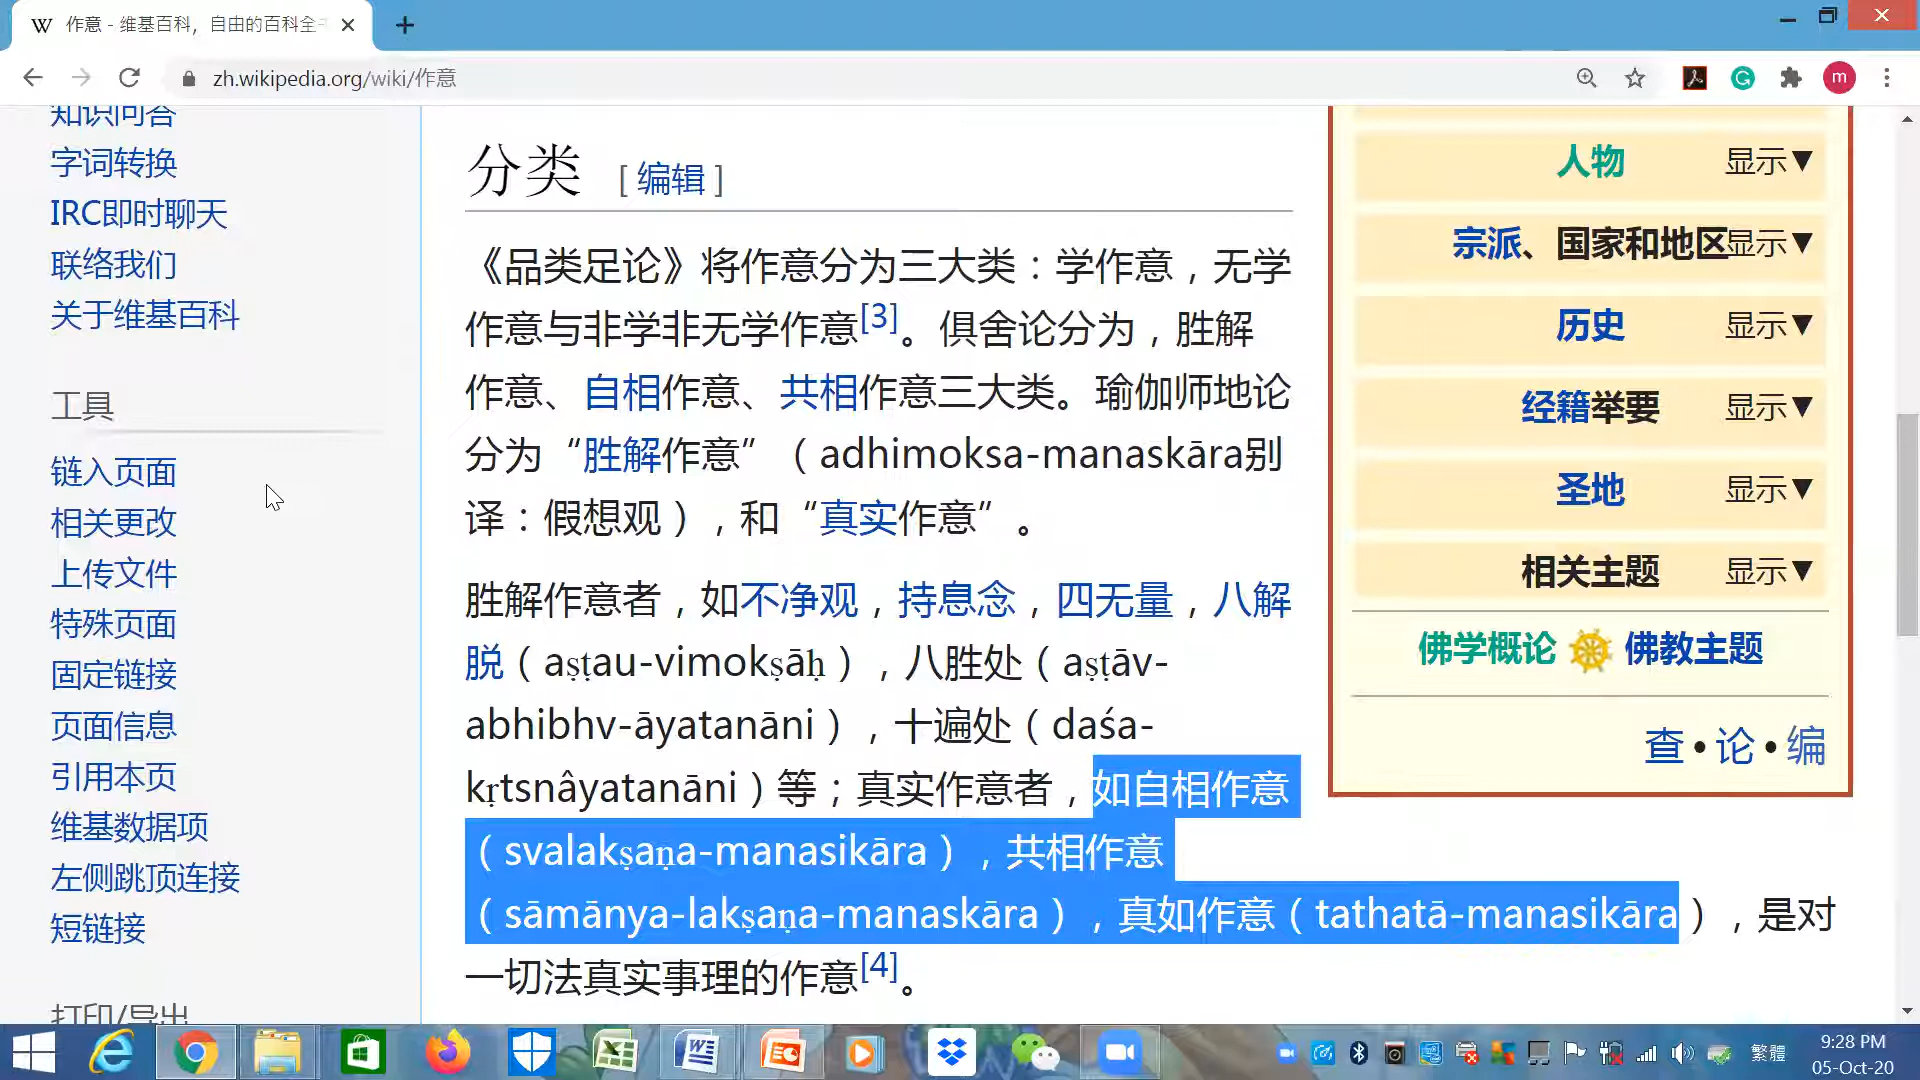 作意 - 维基百科，自由的百科全
zh.wikipedia.org/wiki/作意
m
知识问答
字词转换
IRC即时聊天
联络我们
关于维基百科
工具
链入页面
相关更改
上传文件
特殊页面
固定链接
页面信息
引用本页
维基数据项
左侧跳顶连接
短链接
打印/导出
分类 [编辑]
《品类足论》将作意分为三大类：学作意，无学
作意与非学非无学作意[3]。俱舍论分为，胜解
作意、自相作意、共相作意三大类。瑜伽师地论
分为“胜解作意”（adhimoksa-manaskāra别
译：假想观），和“真实作意”。
胜解作意者，如不净观，持息念，四无量，八解
脱（aṣṭau-vimokṣāḥ），八胜处（aṣṭāv-
abhibhv-āyatanāni），十遍处（daśa-
kṛtsnâyatanāni）等；真实作意者，如自相作意
（svalakṣaṇa-manasikāra），共相作意
（sāmānya-lakṣaṇa-manaskāra），真如作意（tathatā-manasikāra），是对
一切法真实事理的作意[4]。
人物 显示▼
宗派、国家和地区显示▼
历史 显示▼
经籍举要 显示▼
圣地 显示▼
相关主题 显示▼
佛学概论 佛教主题
查•论•编
繁體
9:28 PM
05-Oct-20